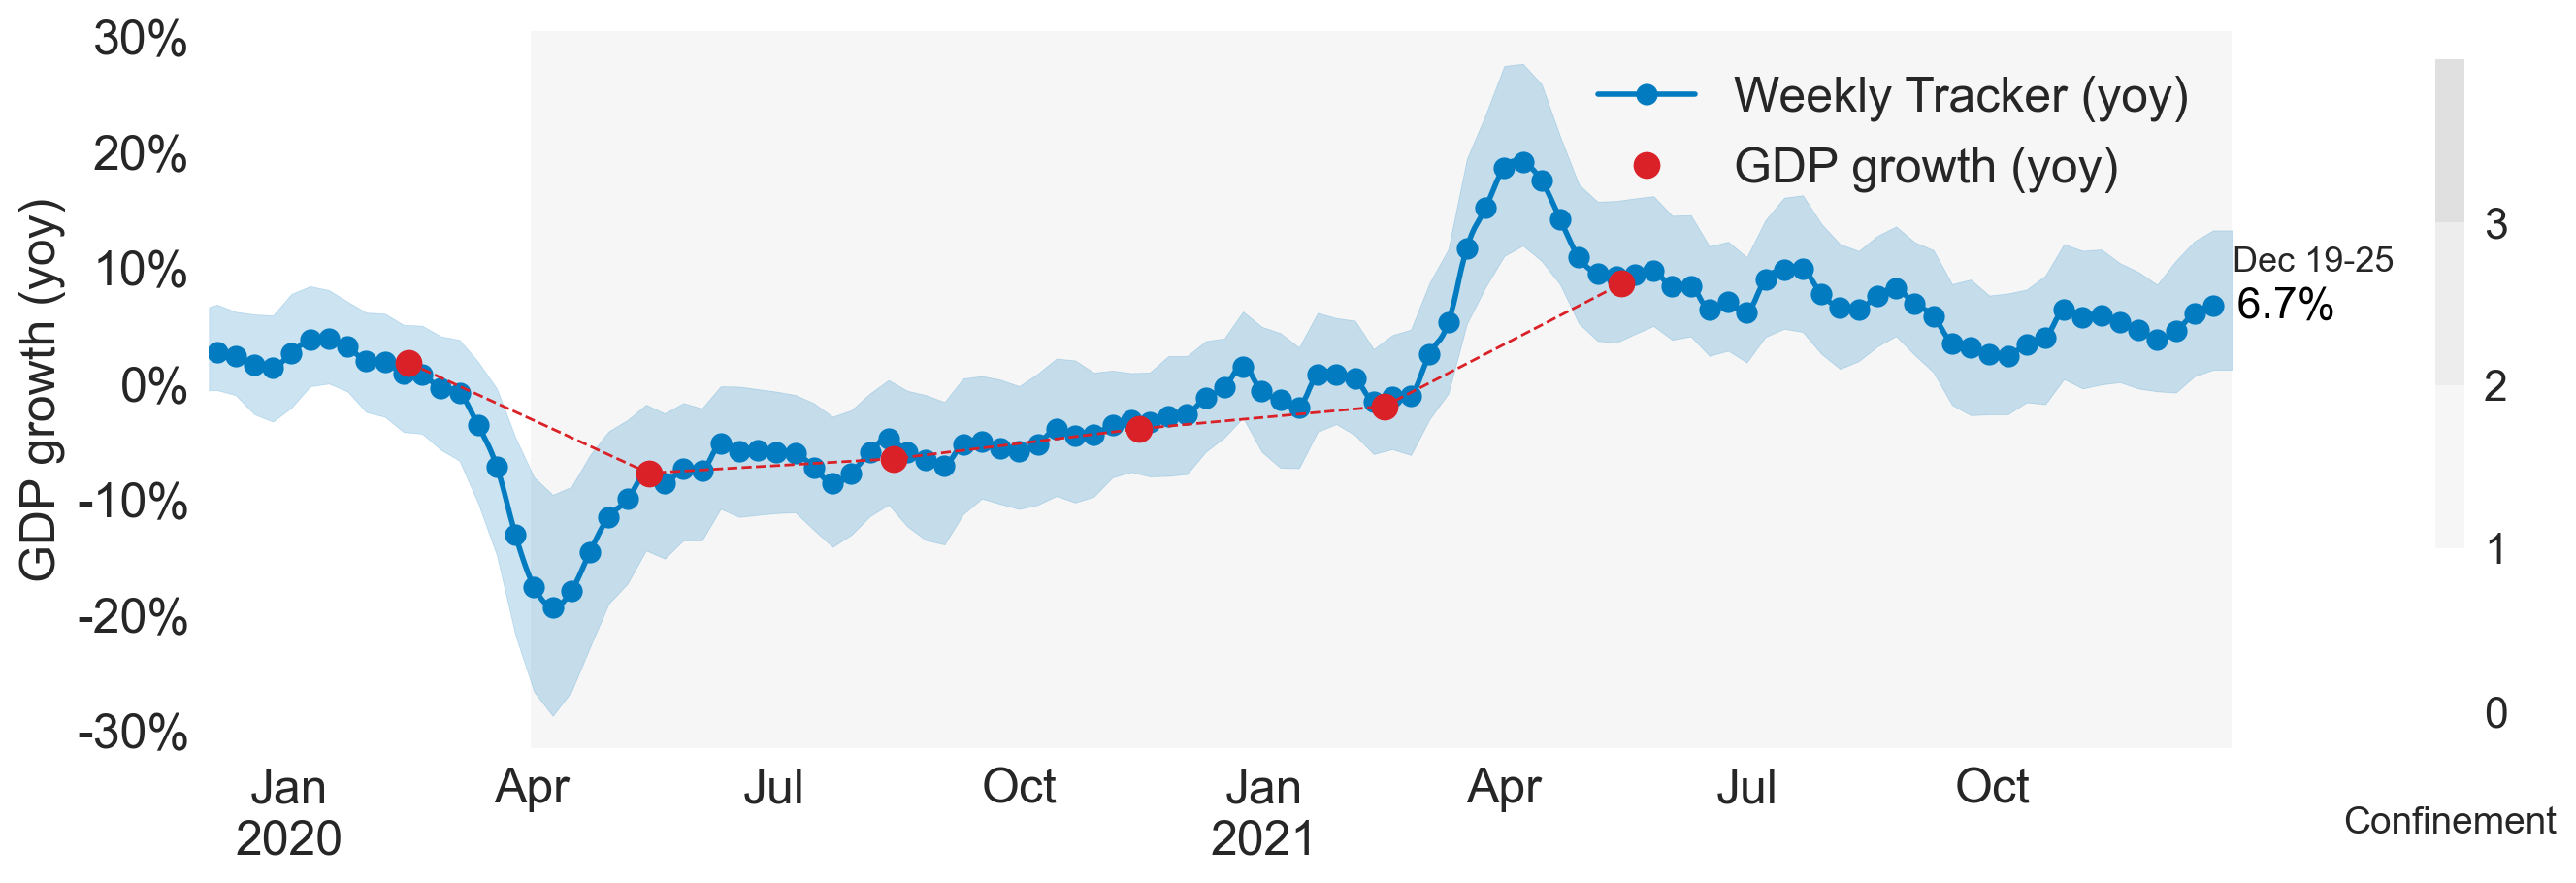 GDP growth (yoy)
30%
20%
10%
0%
-10%
-20%
-30%
Weekly Tracker (yoy)
GDP growth (yoy)
Dec 19-25
6.7%
Jan
2020
Apr
Jul
Oct
Jan
2021
Apr
Jul
Oct
3
2
1
0
Confinement